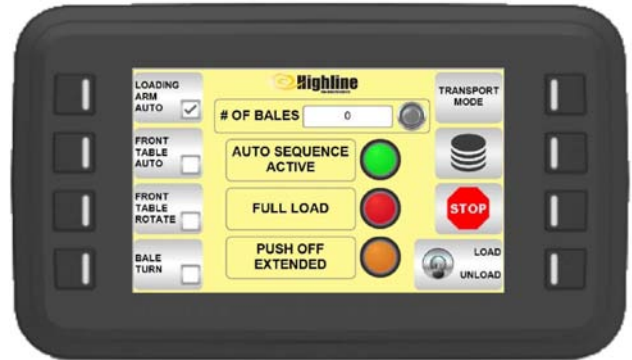 LOADING
ARM
AUTO
Highline
# OF BALES
0
TRANSPORT
MODE
FRONT
TABLE
AUTO
AUTO SEQUENCE
ACTIVE
FRONT
TABLE
ROTATE
FULL LOAD
STOP
BALE
TURN
PUSH OFF
EXTENDED
LOAD
UNLOAD